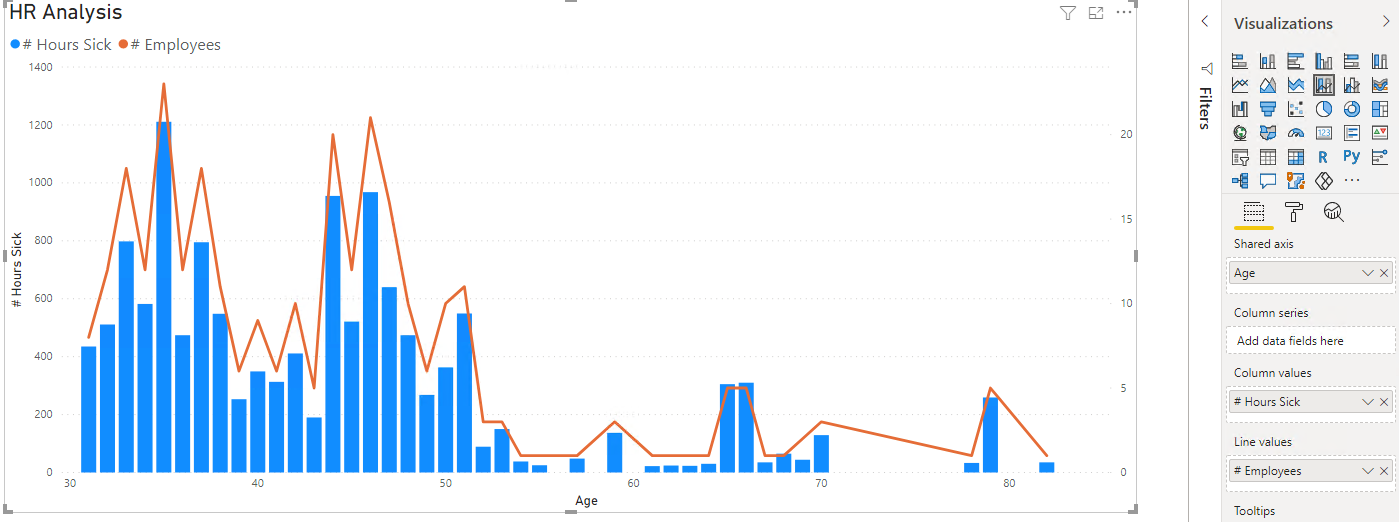 HR Analysis
# Hours Sick # Employees
1400
1200
1000
800
600
400
200
0
# Hours Sick
20
15
10
5
0
30 40 50 60 70 80
Age
Filters
Visualizations
123
R Py
...
Shared axis
Age
Column series
Add data fields here
Column values
# Hours Sick
Line values
# Employees
Tooltips